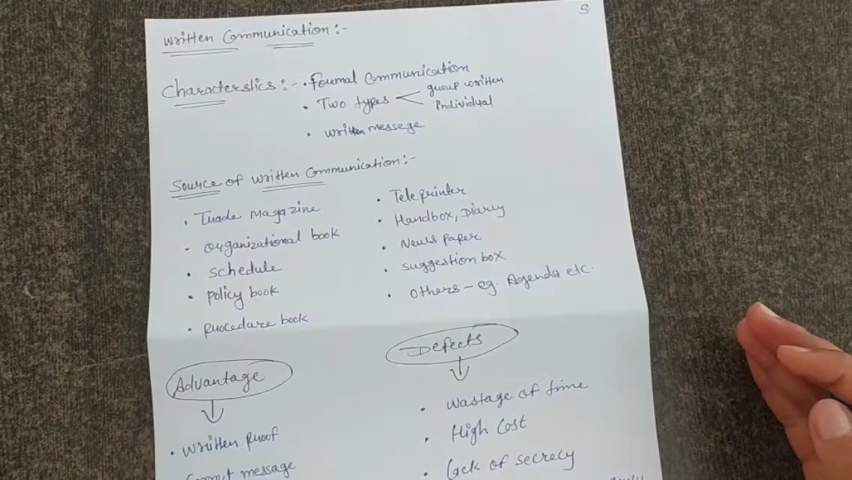 5
Written Communication :-
Characterstics :- • Formal Communication
• Two types group written
Individual
• written messege
Source of written Communication :-
• Trade Magazine
• organizational book
• schedule
• policy book
• procedure book
• Teleprinter
• Handbox, Diary
• News Paper
• suggestion box
• others - eg. Agenda etc.
Advantage
• written proof
message
Defects
• wastage of time
• High Cost
• Lack of secrecy